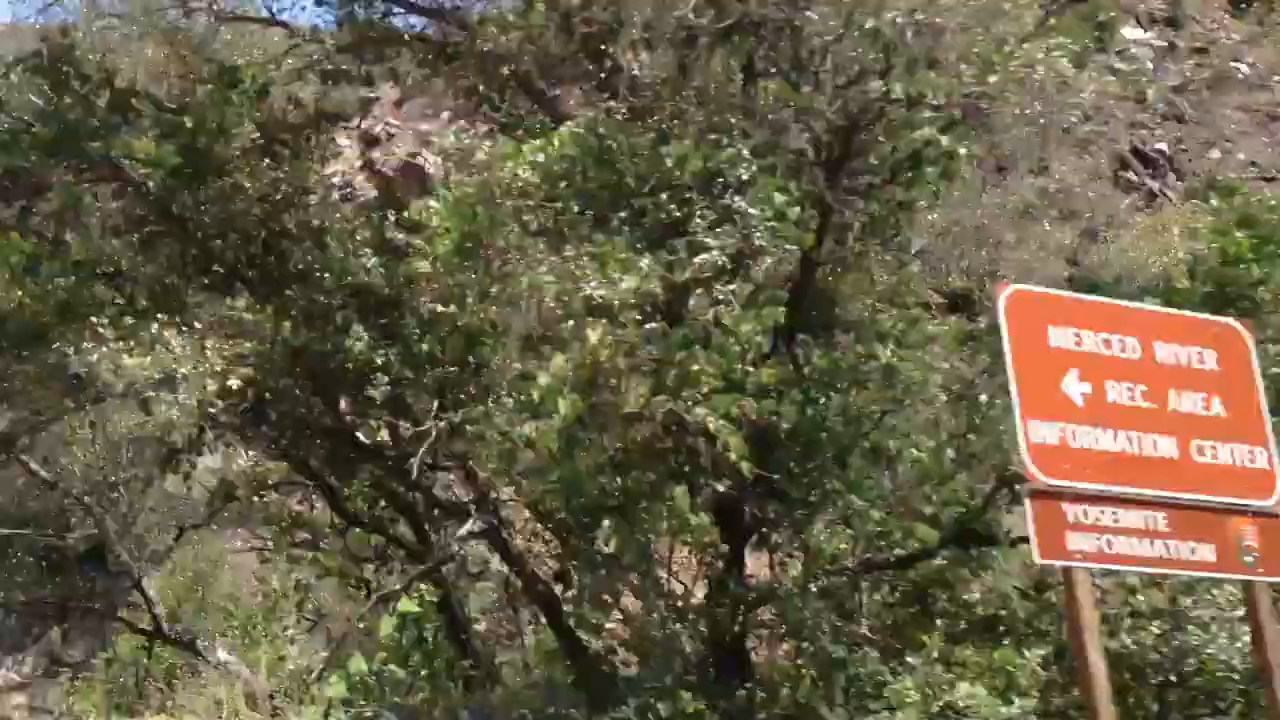 MERCED RIVER
← REC. AREA
INFORMATION CENTER
YOSEMITE
INFORMATION